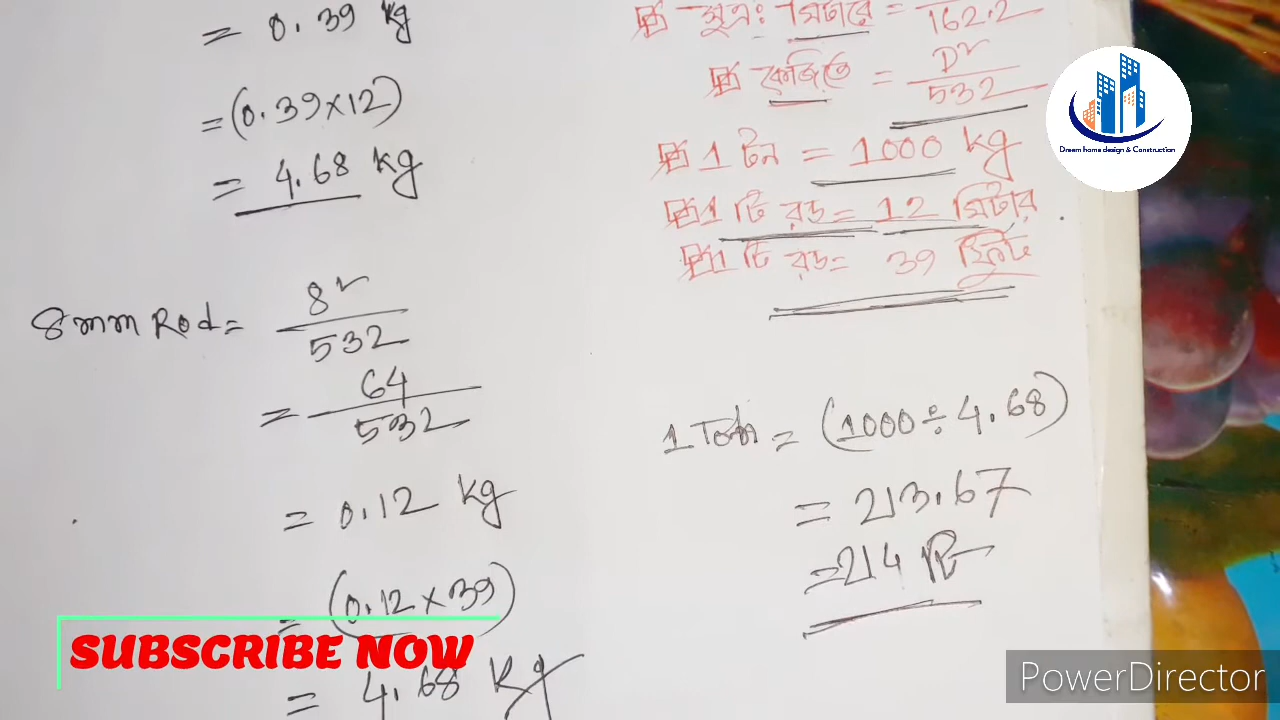 = 0.39 kg
= (0.39 × 12)
= 4.68 kg
8mm Rod = 8²/532
= 64/532
= 0.12 kg
= (0.12 × 39)
= 4.68 kg
সূত্রঃ মিটারে = /162.2
কেজিতে = D²/532
1 টন = 1000 kg
1 টি রড = 12 মিটার
1 টি রড = 39 ফিট
1 Ton = (1000 ÷ 4.68)
= 213.67
= 214
Dreem home design & Construction
SUBSCRIBE NOW
PowerDirector